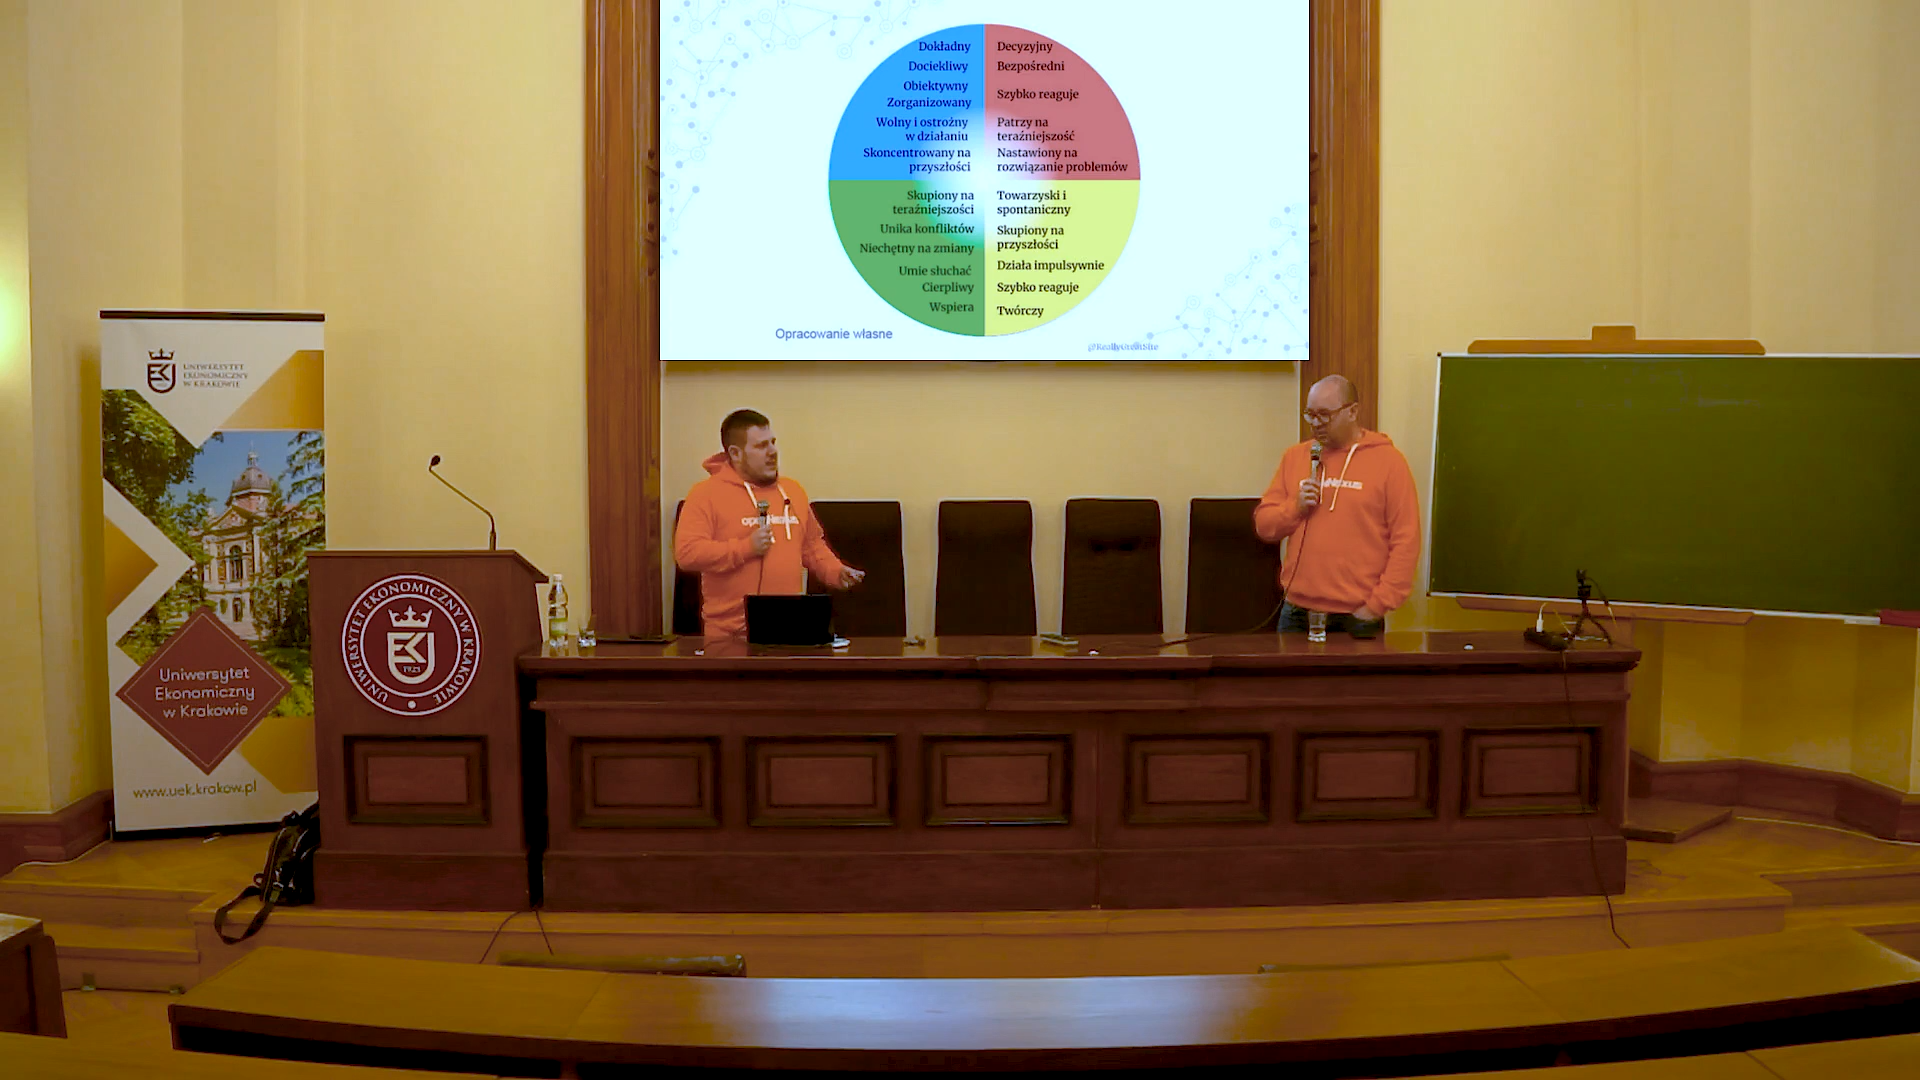 Dokładny
Dociekliwy
Obiektywny
Zorganizowany
Wolny i ostrożny
w działaniu
Skoncentrowany na
przyszłości
Decyzyjny
Bezpośredni
Szybko reaguje
Patrzy na
teraźniejszość
Nastawiony na
rozwiązanie problemów
Skupiony na
teraźniejszości
Unika konfliktów
Niechętny na zmiany
Umie słuchać
Cierpliwy
Wspiera
Towarzyski i
spontaniczny
Skupiony na
przyszłości
Działa impulsywnie
Szybko reaguje
Twórczy
Opracowanie własne
@ReallyGreatSite
UNIWERSYTET
EKONOMICZNY
W KRAKOWIE
Uniwersytet
Ekonomiczny
w Krakowie
www.uek.krakow.pl
UNIWERSYTET EKONOMICZNY W KRAKOWIE
1925